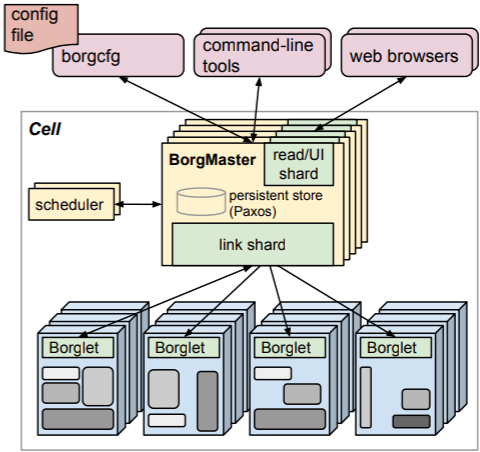 config
file
borgcfg
command-line
tools
web browsers
Cell
BorgMaster
read/UI
shard
persistent store
(Paxos)
scheduler
link shard
Borglet
Borglet
Borglet
Borglet